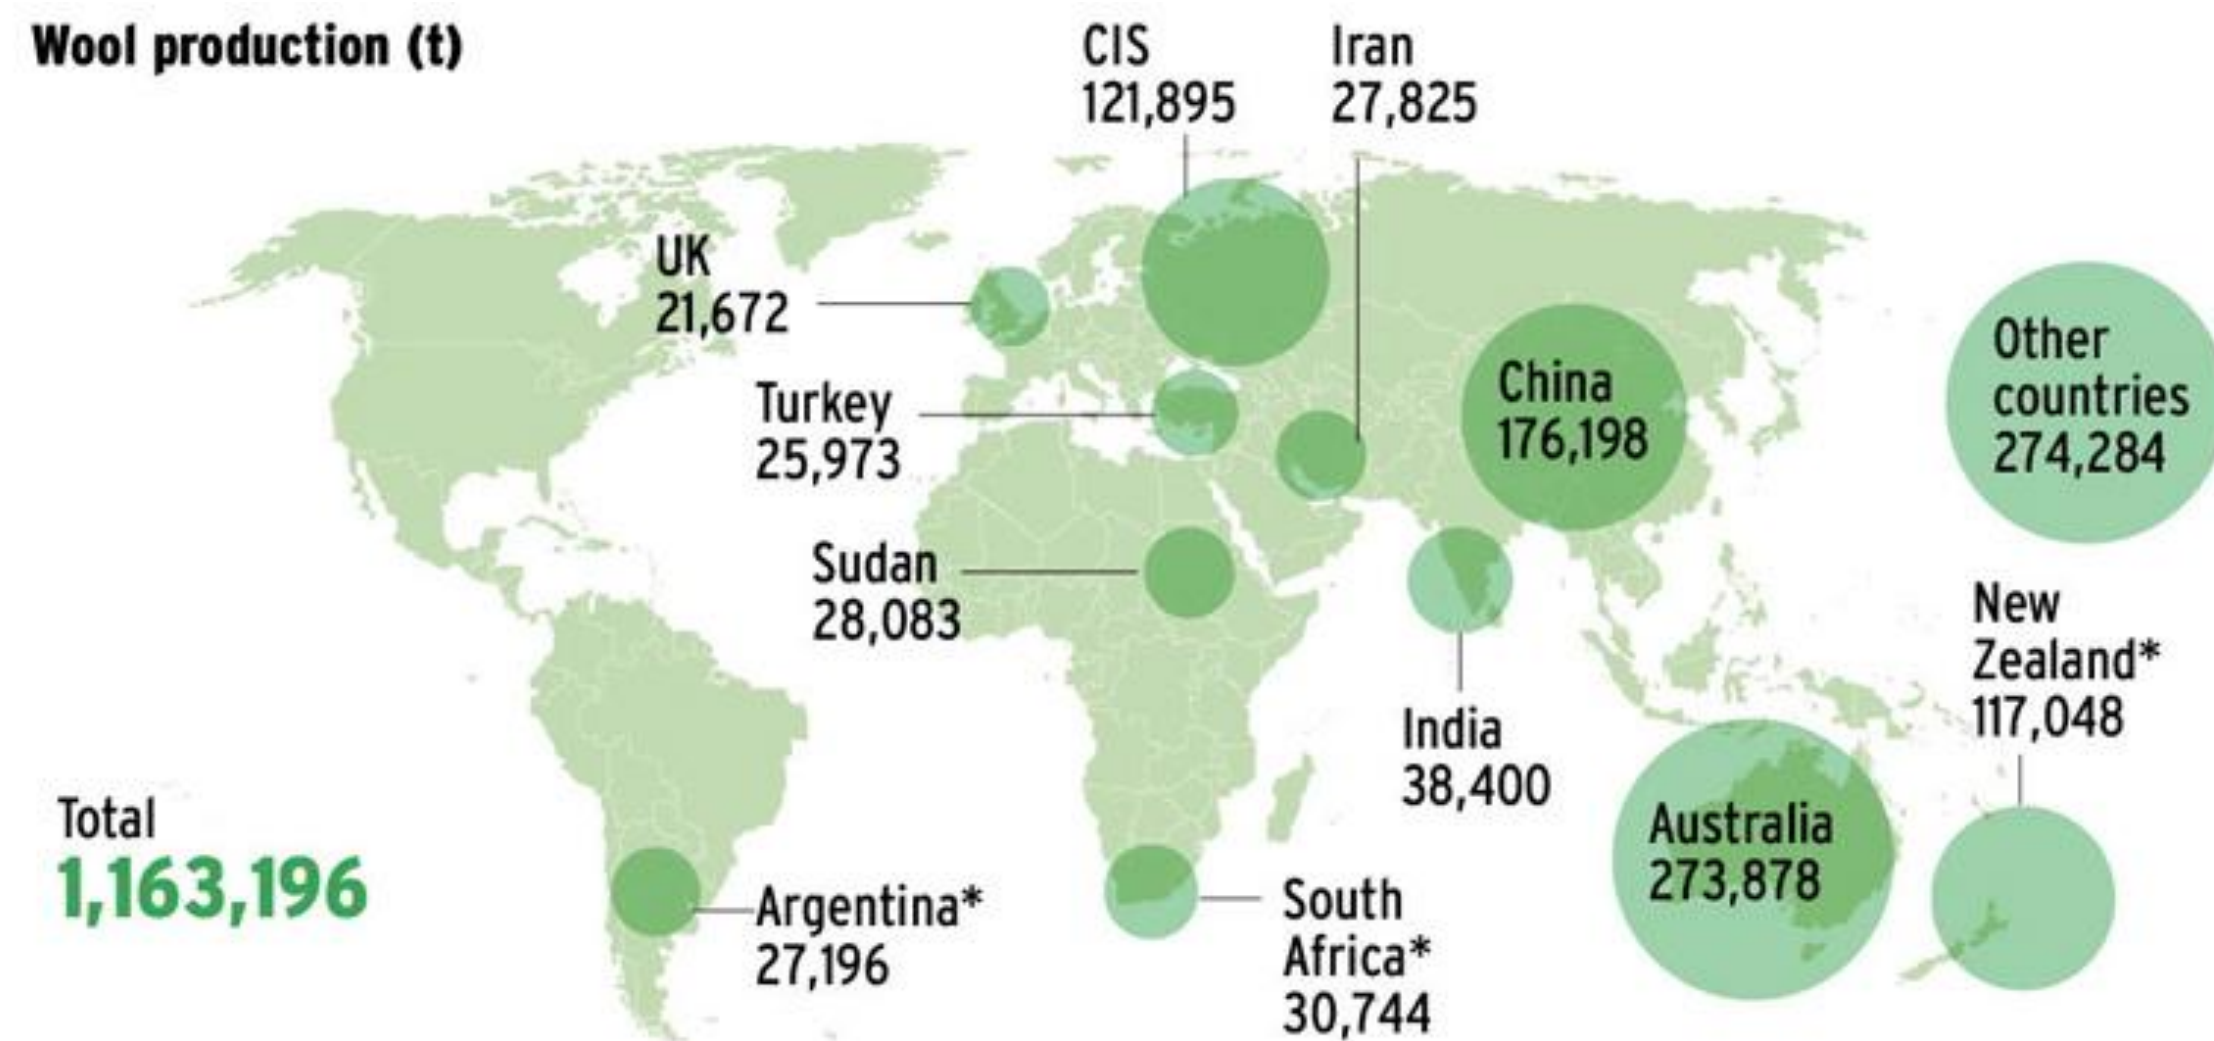 Wool production (t)
CIS
121,895
Iran
27,825
UK
21,672
Turkey
25,973
China
176,198
Other
countries
274,284
Sudan
28,083
New
Zealand*
117,048
India
38,400
Australia
273,878
Total
1,163,196
Argentina*
27,196
South
Africa*
30,744